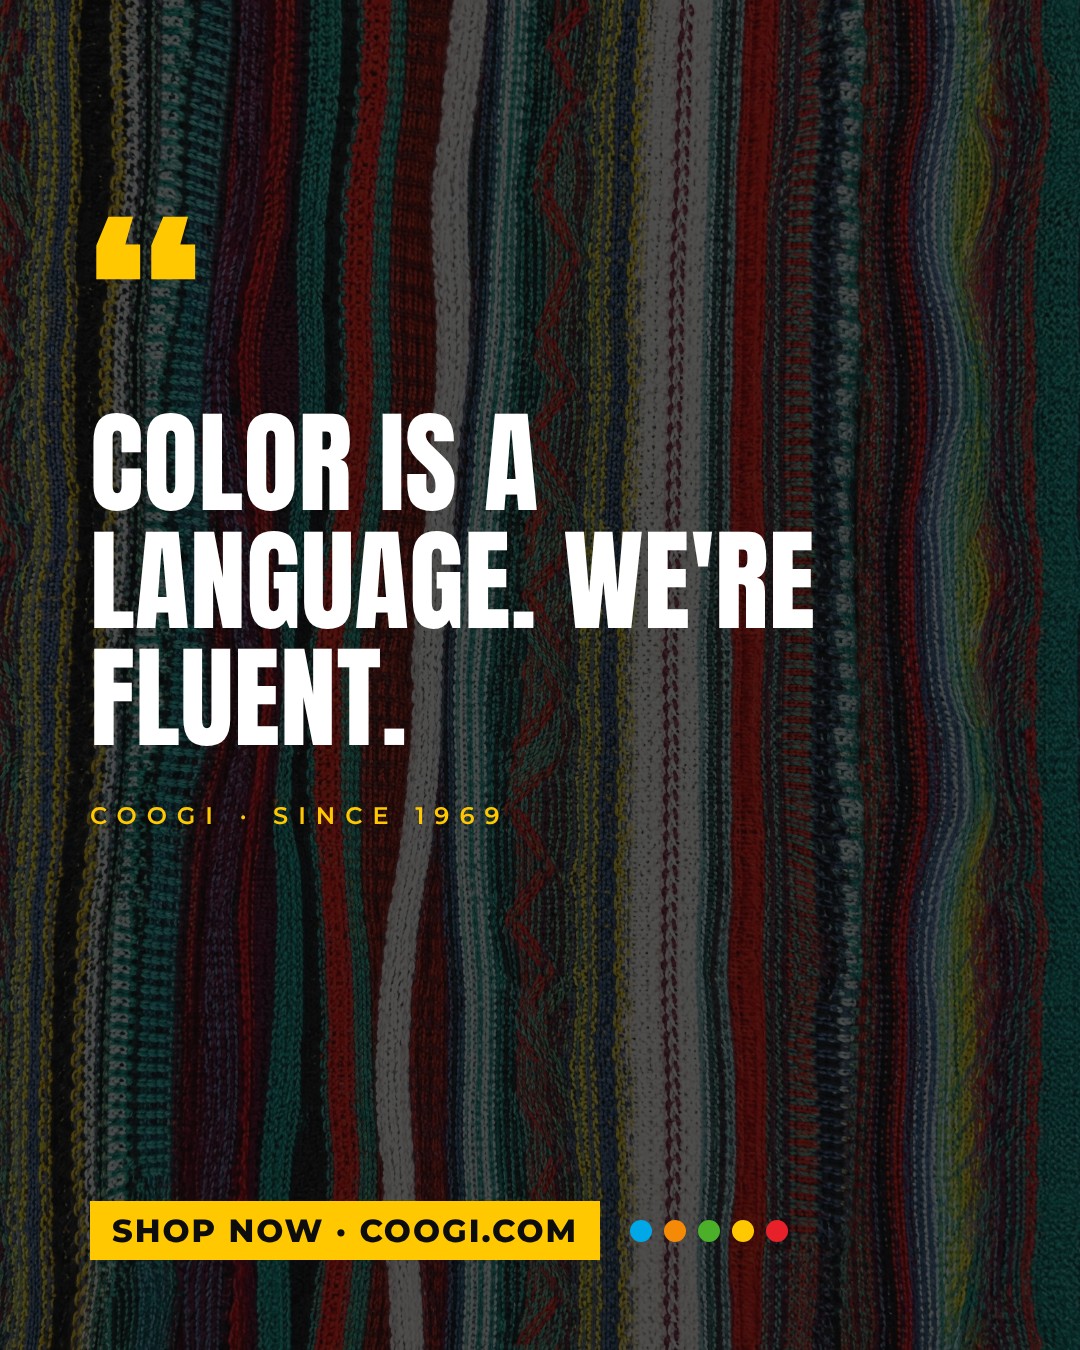 “
COLOR IS A
LANGUAGE. WE'RE
FLUENT.
COOGI · SINCE 1969
SHOP NOW · COOGI.COM